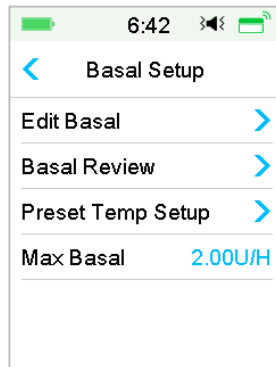 6:42
Basal Setup
Edit Basal
Basal Review
Preset Temp Setup
Max Basal 2.00U/H